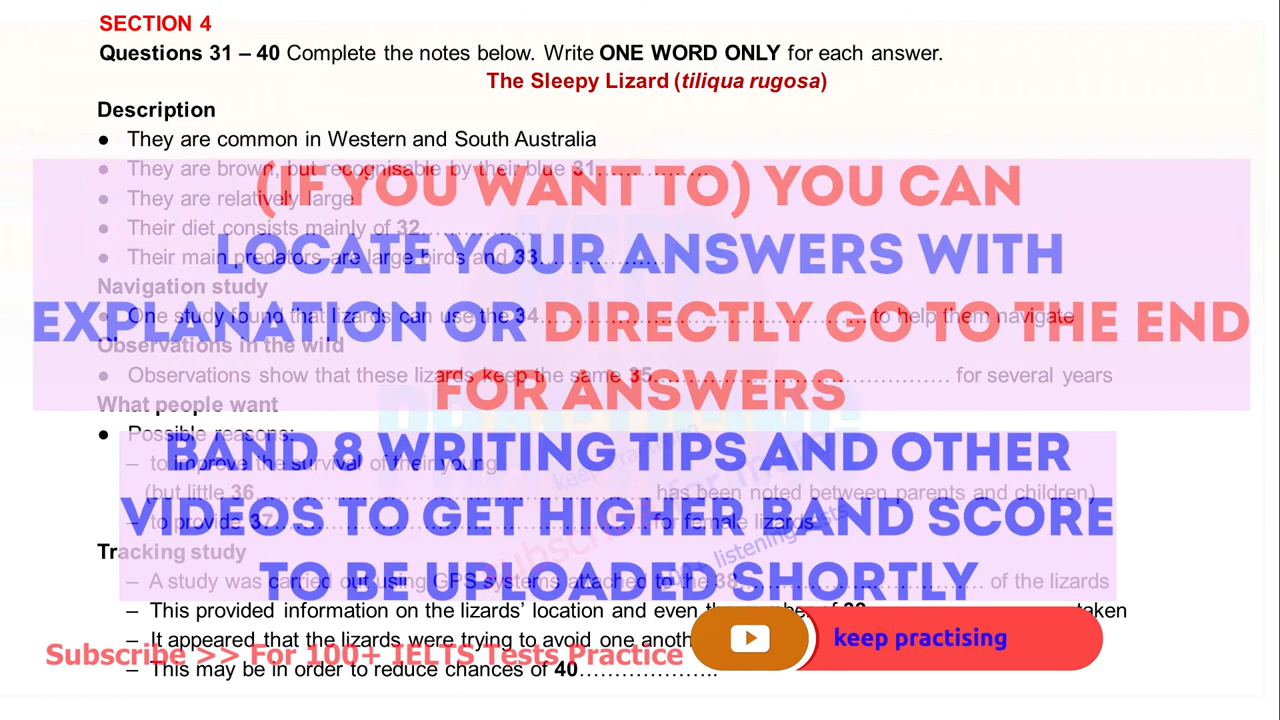 SECTION 4
Questions 31 – 40 Complete the notes below. Write ONE WORD ONLY for each answer.
The Sleepy Lizard (tiliqua rugosa)
Description
● They are common in Western and South Australia
● They are brown, but recognisable by their blue 31................
● They are relatively large
● Their diet consists mainly of 32................
● Their main predators are large birds and 33................
Navigation study
● One study found that lizards can use the 34................ to help them navigate
Observations in the wild
● Observations show that these lizards keep the same 35................ for several years
What people want
● Possible reasons:
– to improve the survival of their young
(but little 36................ has been noted between parents and children)
– to provide 37................ for female lizards
Tracking study
– A study was carried out using GPS systems attached to the 38................ of the lizards
– This provided information on the lizards' location and even the number of 39 taken
– It appeared that the lizards were trying to avoid one
– This may be in order to reduce chances of 40................
(IF YOU WANT TO) YOU CAN
LOCATE YOUR ANSWERS WITH
EXPLANATION OR DIRECTLY GO TO THE END
FOR ANSWERS
BAND 8 WRITING TIPS AND OTHER
VIDEOS TO GET HIGHER BAND SCORE
TO BE UPLOADED SHORTLY
Subscribe >> For 100+ IELTS Tests Practice
keep practising